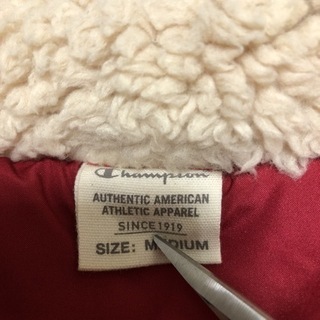 Champion
AUTHENTIC AMERICAN
ATHLETIC APPAREL
SINCE 1919
SIZE: MEDIUM